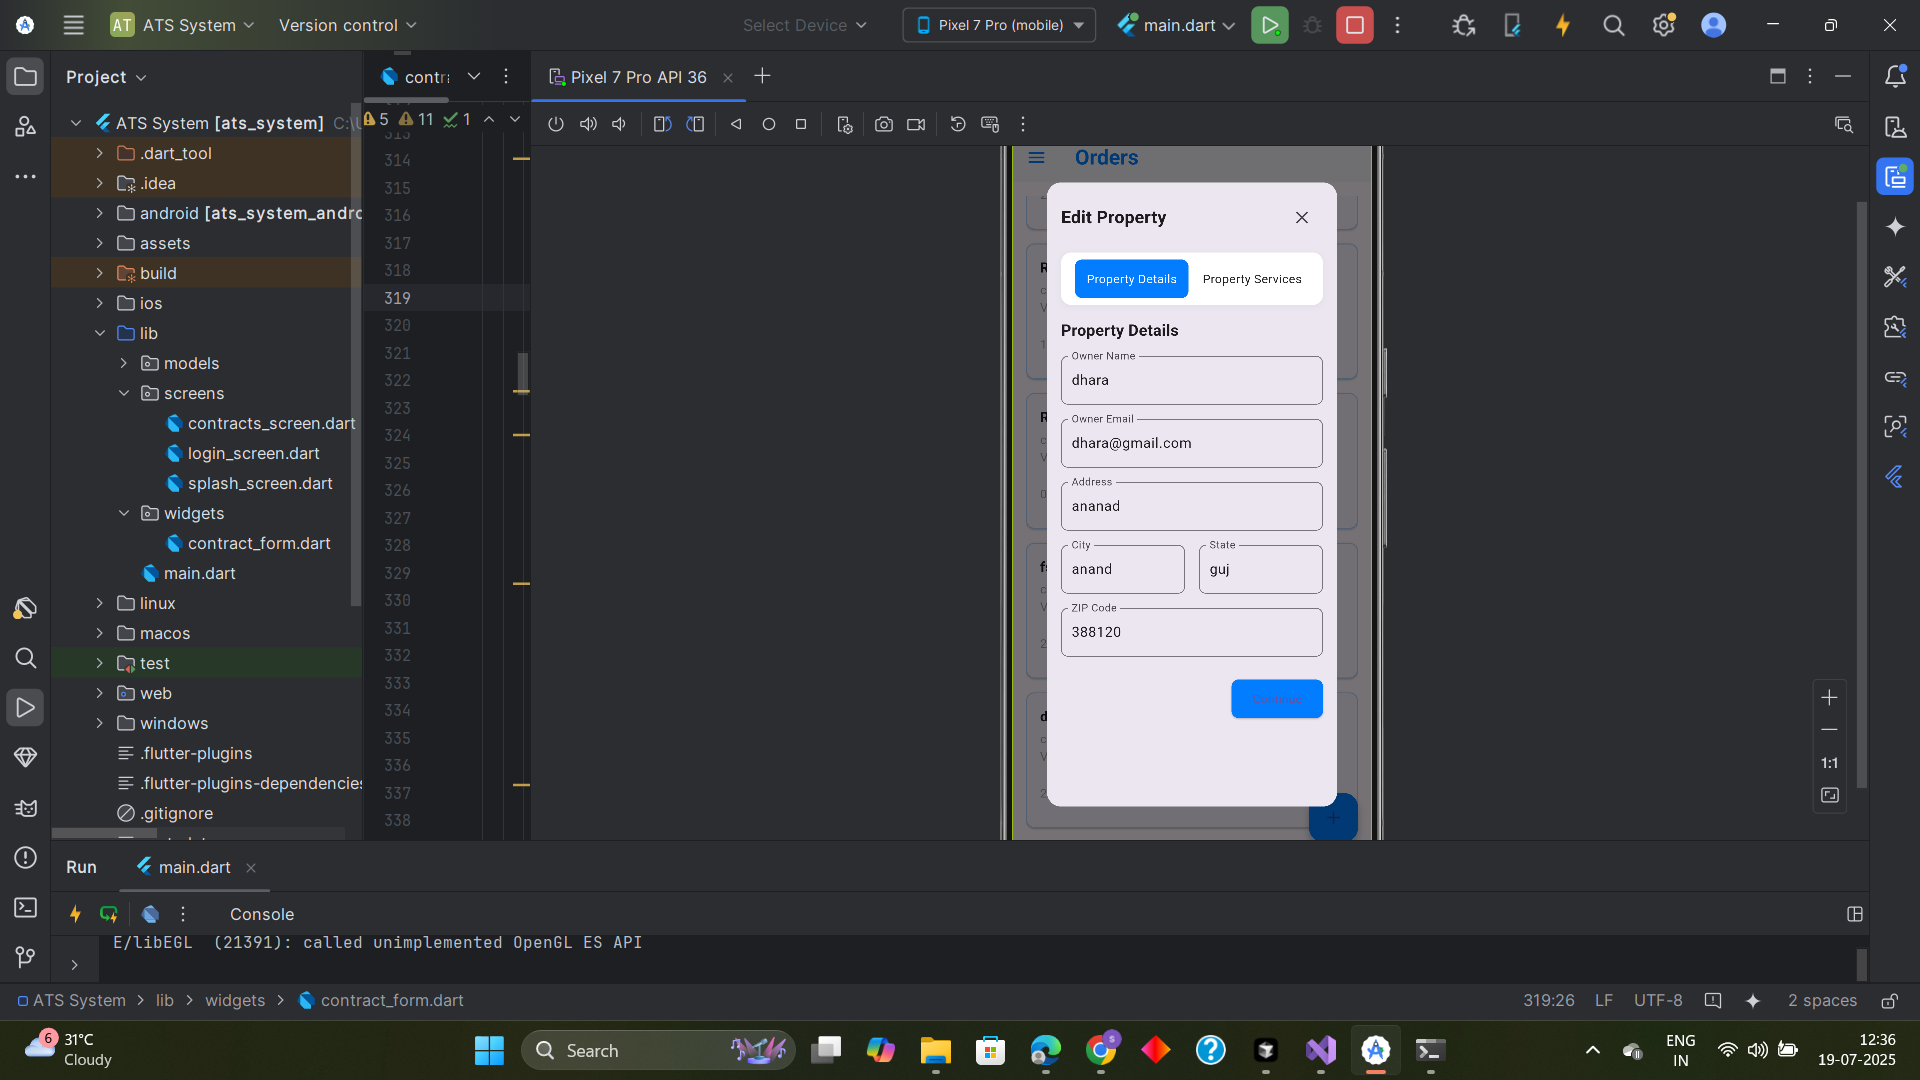 AT ATS System Version control Select Device Pixel 7 Pro (mobile) main.dart
Project
contr
Pixel 7 Pro API 36
ATS System [ats_system] C:\U
5 11 1
.dart_tool
.idea
android [ats_system_andro
assets
build
ios
lib
models
screens
contracts_screen.dart
login_screen.dart
splash_screen.dart
widgets
contract_form.dart
main.dart
linux
macos
test
web
windows
.flutter-plugins
.flutter-plugins-dependencies
.gitignore
313
314
315
316
317
318
319
320
321
322
323
324
325
326
327
328
329
330
331
332
333
334
335
336
337
338
Orders
Edit Property
Property Details Property Services
Property Details
Owner Name
dhara
Owner Email
dhara@gmail.com
Address
ananad
City State
anand guj
ZIP Code
388120
Continue
1:1
Run main.dart
Console
E/libEGL (21391): called unimplemented OpenGL ES API
ATS System lib widgets contract_form.dart 319:26 LF UTF-8 2 spaces
6 31°C
Cloudy
Search
ENG
IN
12:36
19-07-2025